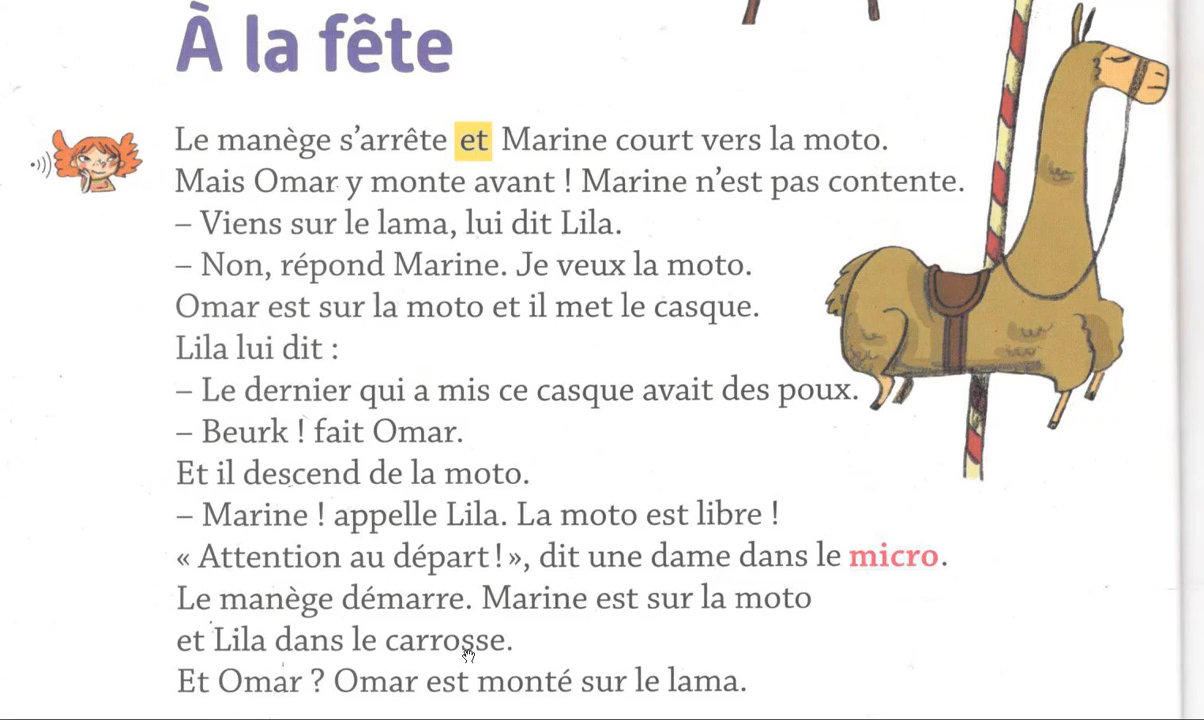 À la fête
Le manège s'arrête et Marine court vers la moto.
Mais Omar y monte avant ! Marine n'est pas contente.
– Viens sur le lama, lui dit Lila.
– Non, répond Marine. Je veux la moto.
Omar est sur la moto et il met le casque.
Lila lui dit :
– Le dernier qui a mis ce casque avait des poux.
– Beurk ! fait Omar.
Et il descend de la moto.
– Marine ! appelle Lila. La moto est libre !
« Attention au départ ! », dit une dame dans le micro.
Le manège démarre. Marine est sur la moto
et Lila dans le carrosse.
Et Omar ? Omar est monté sur le lama.